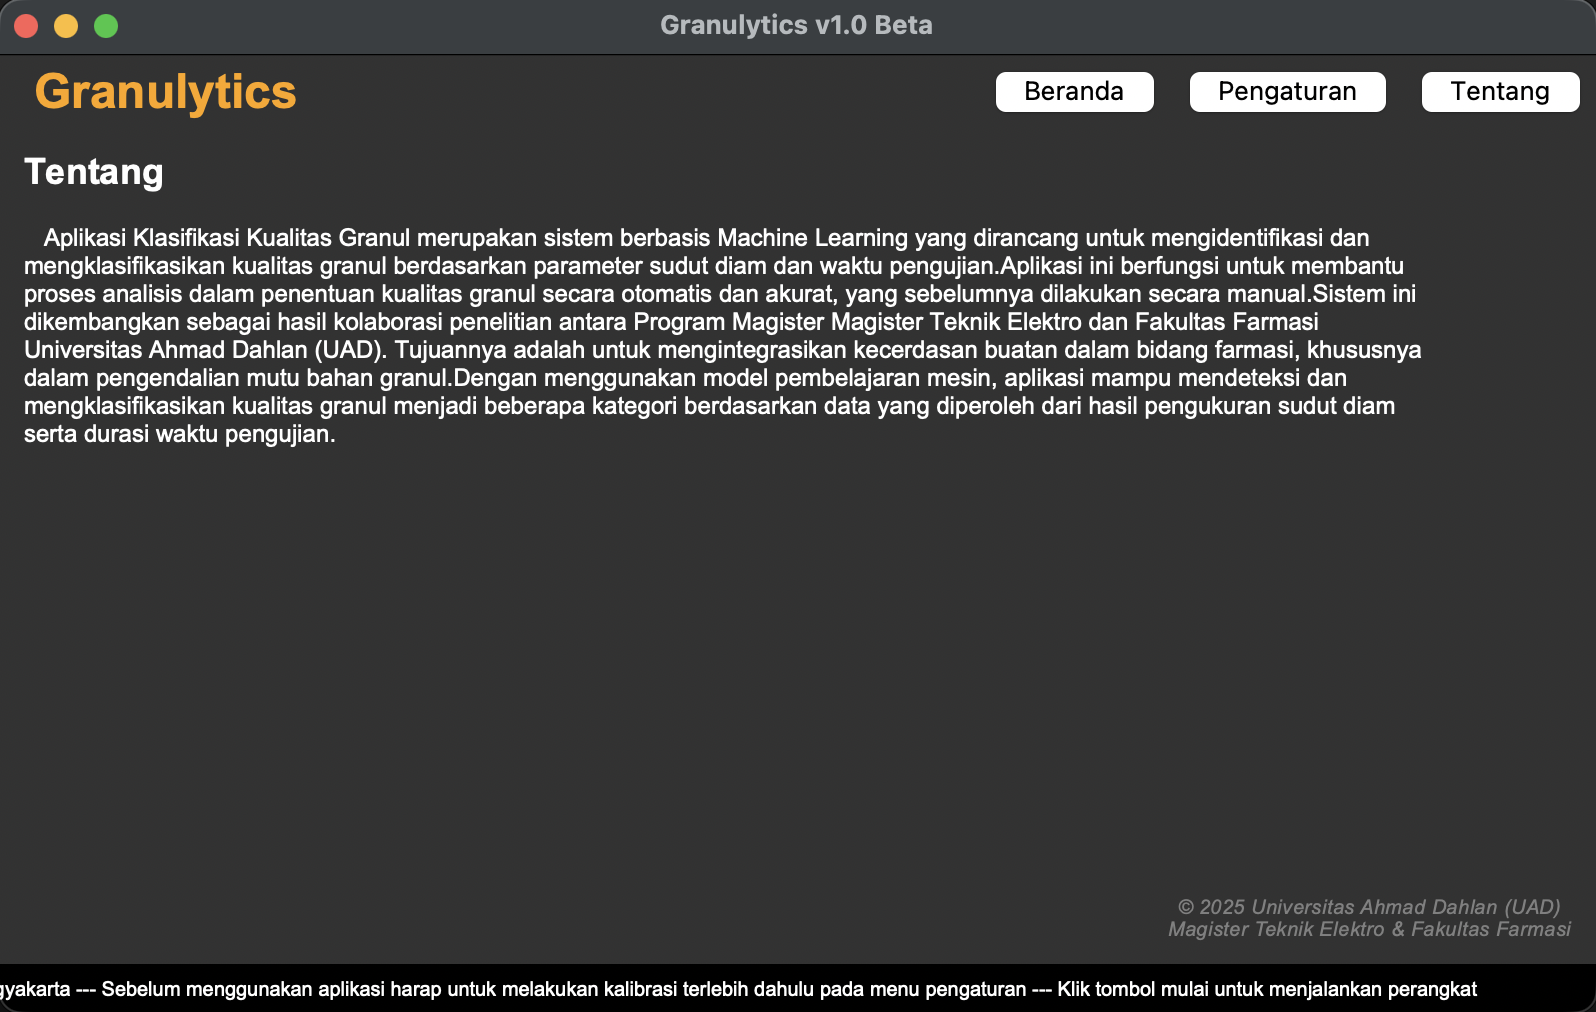 Granulytics v1.0 Beta
Granulytics
Beranda
Pengaturan
Tentang
Tentang
Aplikasi Klasifikasi Kualitas Granul merupakan sistem berbasis Machine Learning yang dirancang untuk mengidentifikasi dan
mengklasifikasikan kualitas granul berdasarkan parameter sudut diam dan waktu pengujian.Aplikasi ini berfungsi untuk membantu
proses analisis dalam penentuan kualitas granul secara otomatis dan akurat, yang sebelumnya dilakukan secara manual.Sistem ini
dikembangkan sebagai hasil kolaborasi penelitian antara Program Magister Magister Teknik Elektro dan Fakultas Farmasi
Universitas Ahmad Dahlan (UAD). Tujuannya adalah untuk mengintegrasikan kecerdasan buatan dalam bidang farmasi, khususnya
dalam pengendalian mutu bahan granul.Dengan menggunakan model pembelajaran mesin, aplikasi mampu mendeteksi dan
mengklasifikasikan kualitas granul menjadi beberapa kategori berdasarkan data yang diperoleh dari hasil pengukuran sudut diam
serta durasi waktu pengujian.
© 2025 Universitas Ahmad Dahlan (UAD)
Magister Teknik Elektro & Fakultas Farmasi
gyakarta --- Sebelum menggunakan aplikasi harap untuk melakukan kalibrasi terlebih dahulu pada menu pengaturan --- Klik tombol mulai untuk menjalankan perangkat